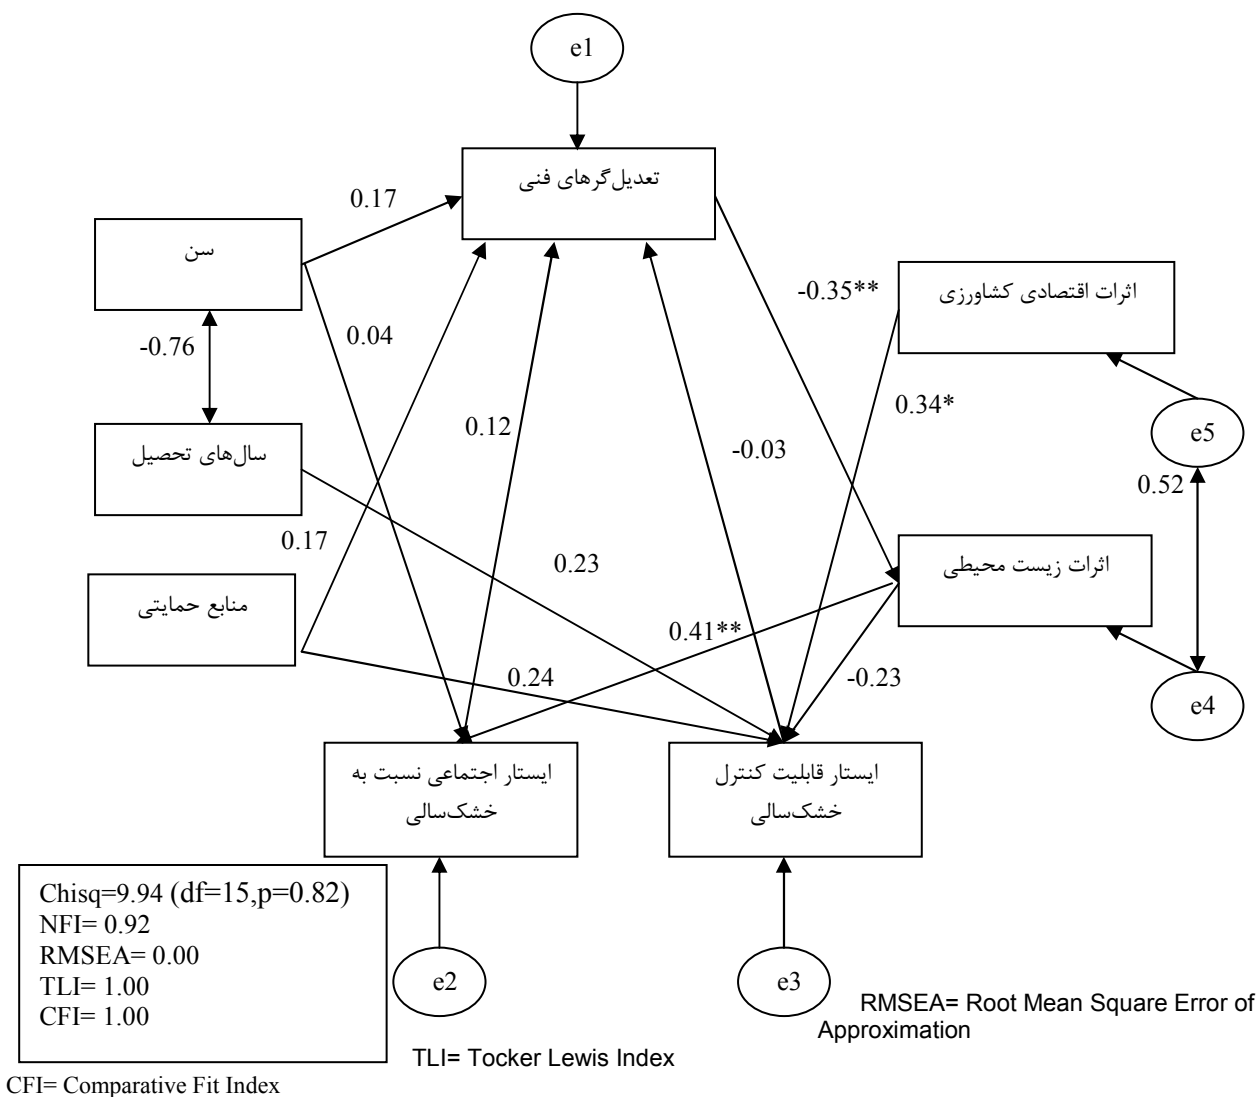 e1
تعدیل‌گرهای فنی
0.17
سن
-0.35**
اثرات اقتصادی کشاورزی
-0.76
0.04
0.34*
0.12
سال‌های تحصیل
-0.03
e5
0.52
0.17
0.23
اثرات زیست محیطی
منابع حمایتی
0.41**
0.24
-0.23
e4
ایستار اجتماعی نسبت به
خشک‌سالی
ایستار قابلیت کنترل
خشک‌سالی
Chisq=9.94 (df=15,p=0.82)
NFI= 0.92
RMSEA= 0.00
TLI= 1.00
CFI= 1.00
e2
e3
RMSEA= Root Mean Square Error of
Approximation
TLI= Tocker Lewis Index
CFI= Comparative Fit Index